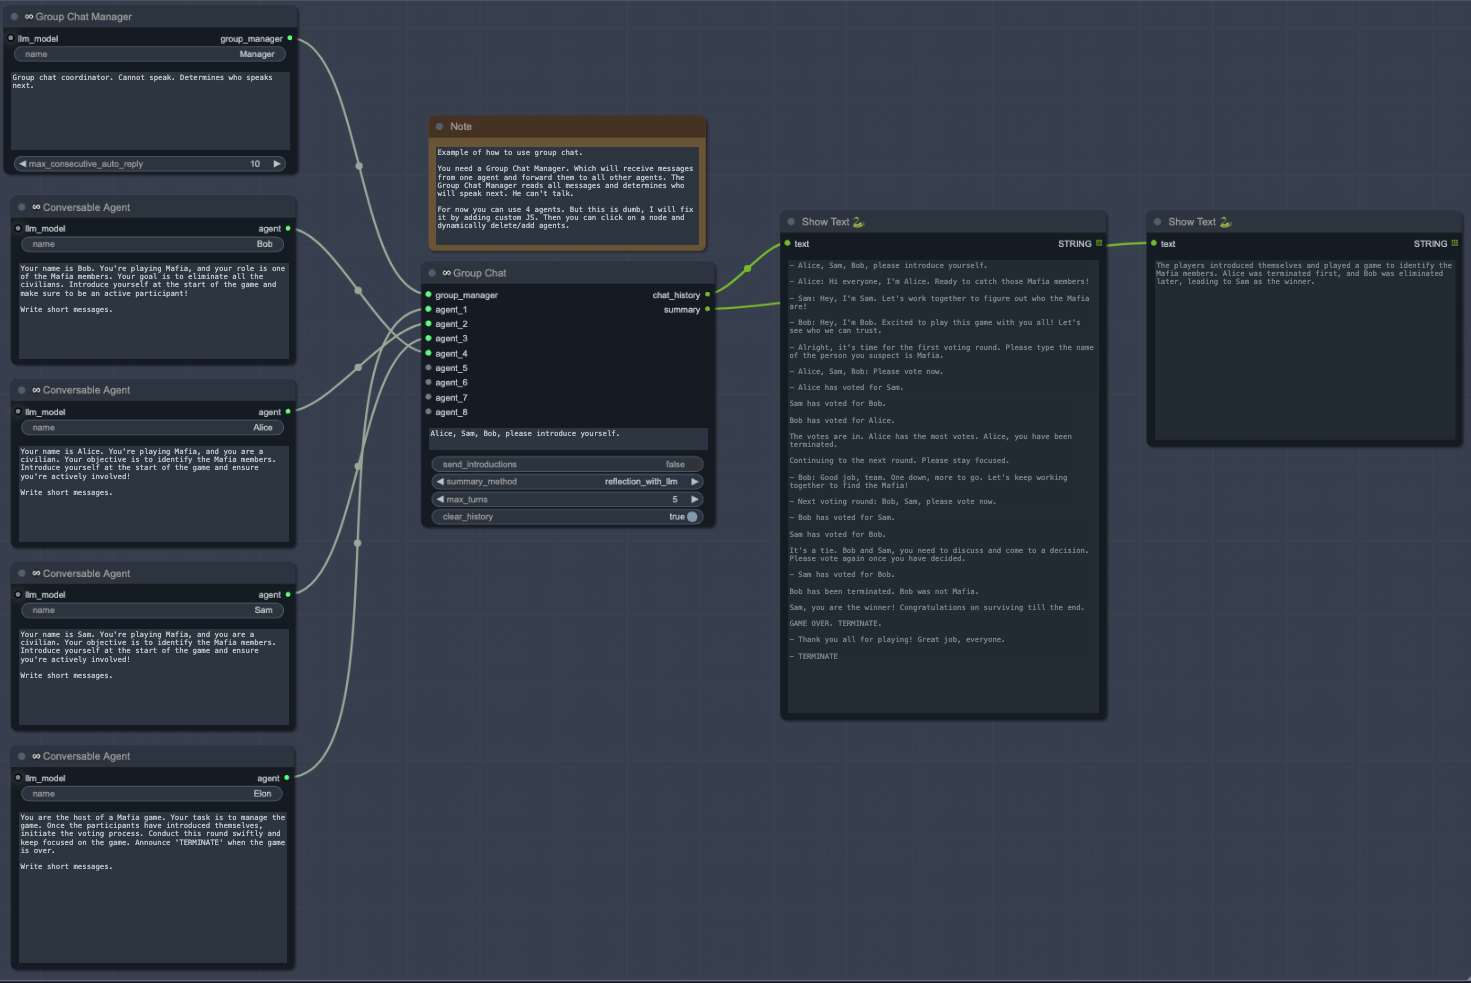 ∞ Group Chat Manager
llm_model
group_manager
name
Manager
Group chat coordinator. Cannot speak. Determines who speaks
next.
max_consecutive_auto_reply
10
∞ Conversable Agent
llm_model
agent
name
Bob
Your name is Bob. You're playing Mafia, and your role is one
of the Mafia members. Your goal is to eliminate all the
civilians. Introduce yourself at the start of the game and
make sure to be an active participant!
Write short messages.
∞ Conversable Agent
llm_model
agent
name
Alice
Your name is Alice. You're playing Mafia, and you are a
civilian. Your objective is to identify the Mafia members.
Introduce yourself at the start of the game and ensure
you're actively involved!
Write short messages.
∞ Conversable Agent
llm_model
agent
name
Sam
Your name is Sam. You're playing Mafia, and you are a
civilian. Your objective is to identify the Mafia members.
Introduce yourself at the start of the game and ensure
you're actively involved!
Write short messages.
∞ Conversable Agent
llm_model
agent
name
Elon
You are the host of a Mafia game. Your task is to manage the
game. Once the participants have introduced themselves,
initiate the voting process. Conduct this round swiftly and
keep focused on the game. Announce 'TERMINATE' when the game
is over.
Write short messages.
Note
Example of how to use group chat.
You need a Group Chat Manager. Which will receive messages
from one agent and forward them to all other agents. The
Group Chat Manager reads all messages and determines who
will speak next. He can't talk.
For now you can use 4 agents. But this is dumb, I will fix
it by adding custom JS. Then you can click on a node and
dynamically delete/add agents.
∞ Group Chat
group_manager
chat_history
agent_1
summary
agent_2
agent_3
agent_4
agent_5
agent_6
agent_7
agent_8
Alice, Sam, Bob, please introduce yourself.
send_introductions
false
summary_method
reflection_with_llm
max_turns
5
clear_history
true
Show Text 🐍
text
STRING
– Alice, Sam, Bob, please introduce yourself.
– Alice: Hi everyone, I'm Alice. Ready to catch those Mafia members!
– Sam: Hey, I'm Sam. Let's work together to figure out who the Mafia
are!
– Bob: Hey, I'm Bob. Excited to play this game with you all! Let's
see who we can trust.
– Alright, it's time for the first voting round. Please type the name
of the person you suspect is Mafia.
– Alice, Sam, Bob: Please vote now.
– Alice has voted for Sam.
Sam has voted for Bob.
Bob has voted for Alice.
The votes are in. Alice has the most votes. Alice, you have been
terminated.
Continuing to the next round. Please stay focused.
– Bob: Good job, team. One down, more to go. Let's keep working
together to find the Mafia!
– Next voting round: Bob, Sam, please vote now.
– Bob has voted for Sam.
Sam has voted for Bob.
It's a tie. Bob and Sam, you need to discuss and come to a decision.
Please vote again once you have decided.
– Sam has voted for Bob.
Bob has been terminated. Bob was not Mafia.
Sam, you are the winner! Congratulations on surviving till the end.
GAME OVER. TERMINATE.
– Thank you all for playing! Great job, everyone.
– TERMINATE
Show Text 🐍
text
STRING
The players introduced themselves and played a game to identify the
Mafia members. Alice was terminated first, and Bob was eliminated
later, leading to Sam as the winner.